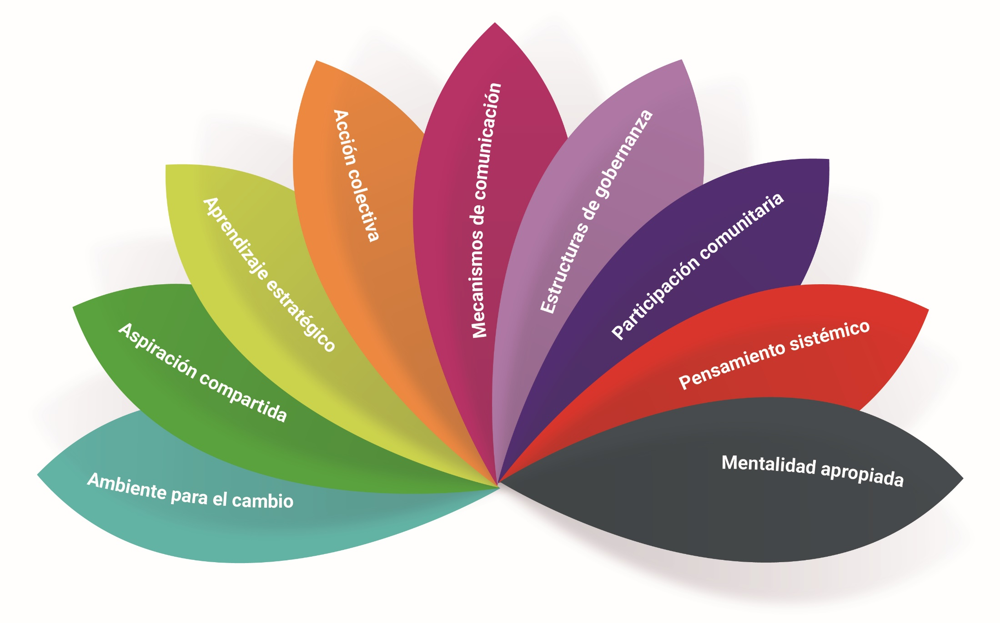 Ambiente para el cambio
Aspiración compartida
Aprendizaje estratégico
Acción colectiva
Mecanismos de comunicación
Estructuras de gobernanza
Participación comunitaria
Pensamiento sistémico
Mentalidad apropiada